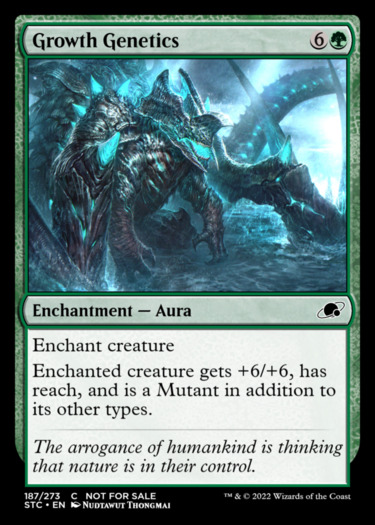 Growth Genetics 6
Enchantment — Aura
Enchant creature
Enchanted creature gets +6/+6, has
reach, and is a Mutant in addition to
its other types.
The arrogance of humankind is thinking
that nature is in their control.
187/273 C NOT FOR SALE
STC • EN Nudtawut Thongmai
™ & © 2022 Wizards of the Coast